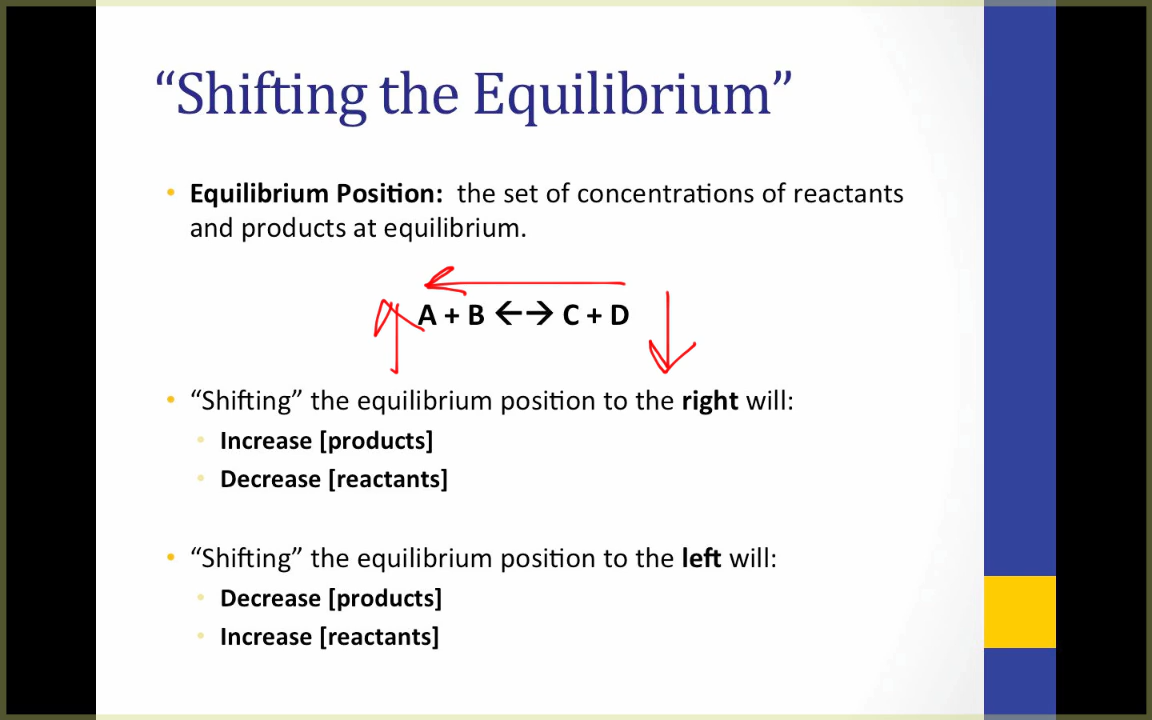 “Shifting the Equilibrium”
• Equilibrium Position: the set of concentrations of reactants
and products at equilibrium.
A + B ←→ C + D
• “Shifting” the equilibrium position to the right will:
• Increase [products]
• Decrease [reactants]
• “Shifting” the equilibrium position to the left will:
• Decrease [products]
• Increase [reactants]